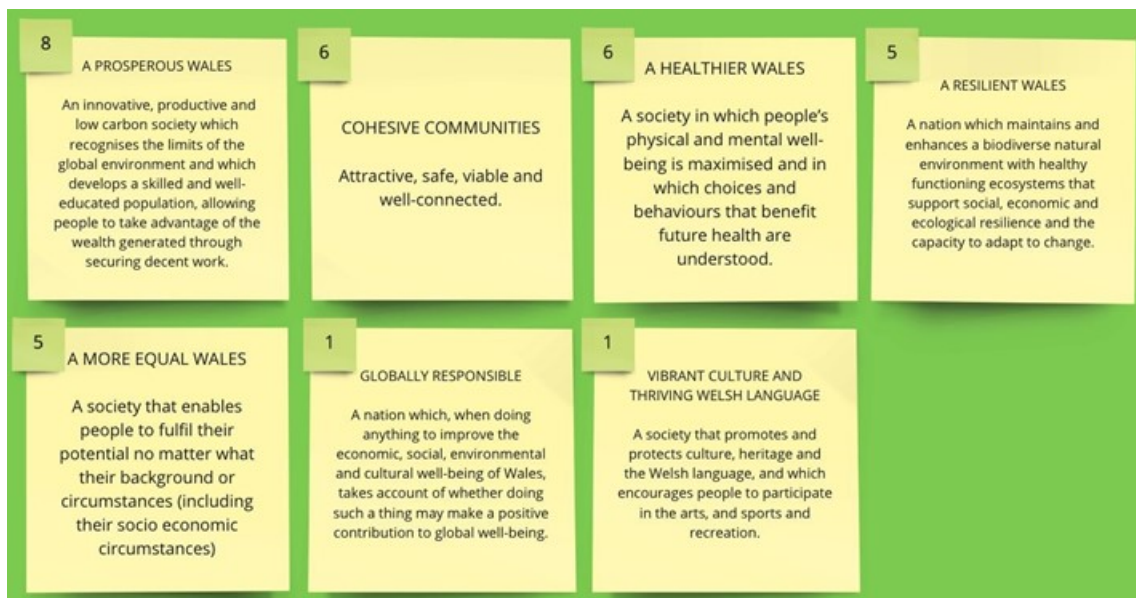 8
A PROSPEROUS WALES
An innovative, productive and
low carbon society which
recognises the limits of the
global environment and which
develops a skilled and well-
educated population, allowing
people to take advantage of the
wealth generated through
securing decent work.
6
COHESIVE COMMUNITIES
Attractive, safe, viable and
well-connected.
6
A HEALTHIER WALES
A society in which people's
physical and mental well-
being is maximised and in
which choices and
behaviours that benefit
future health are
understood.
5
A RESILIENT WALES
A nation which maintains and
enhances a biodiverse natural
environment with healthy
functioning ecosystems that
support social, economic and
ecological resilience and the
capacity to adapt to change.
5
A MORE EQUAL WALES
A society that enables
people to fulfil their
potential no matter what
their background or
circumstances (including
their socio economic
circumstances)
1
GLOBALLY RESPONSIBLE
A nation which, when doing
anything to improve the
economic, social, environmental
and cultural well-being of Wales,
takes account of whether doing
such a thing may make a positive
contribution to global well-being.
1
VIBRANT CULTURE AND
THRIVING WELSH LANGUAGE
A society that promotes and
protects culture, heritage and
the Welsh language, and which
encourages people to participate
in the arts, and sports and
recreation.